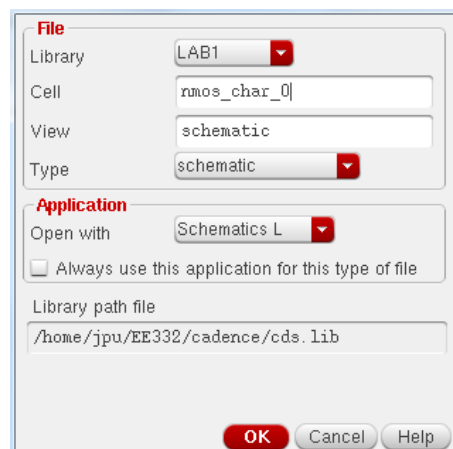 File
Library LAB1
Cell nmos_char_0
View schematic
Type schematic
Application
Open with Schematics L
Always use this application for this type of file
Library path file
/home/jpu/EE332/cadence/cds.lib
OK Cancel Help